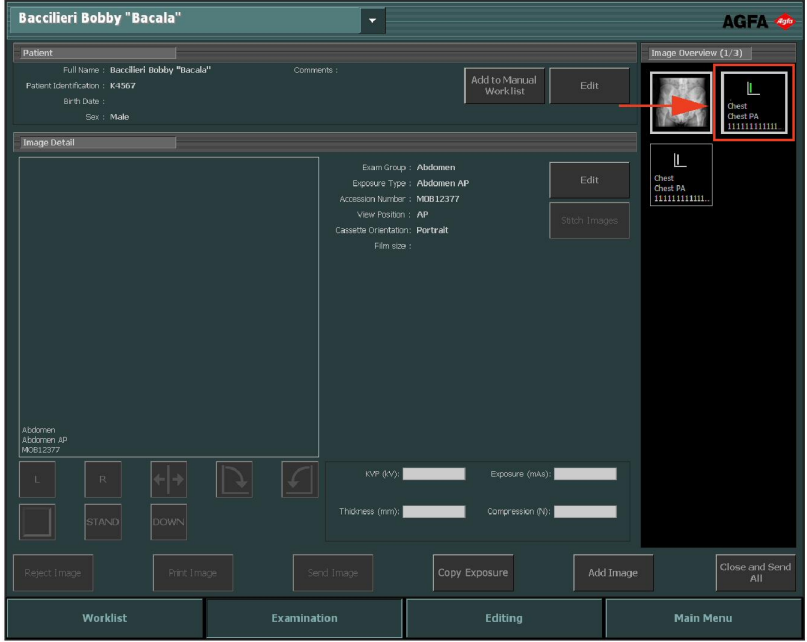 Baccilieri Bobby "Bacala"
AGFA
Agfa
Patient
Full Name : Baccilieri Bobby "Bacala"
Patient Identification : K4567
Birth Date :
Sex : Male
Comments :
Add to Manual
Worklist
Edit
Image Overview (1/3)
Chest
Chest PA
111111111111..
Chest
Chest PA
111111111111..
Image Detail
Exam Group : Abdomen
Exposure Type : Abdomen AP
Accession Number : MOB12377
View Position : AP
Cassette Orientation: Portrait
Film size :
Edit
Stitch Images
Abdomen
Abdomen AP
MOB12377
L
R
STAND
DOWN
KVP (kV):
Exposure (mAs):
Thickness (mm):
Compression (N):
Reject Image
Print Image
Send Image
Copy Exposure
Add Image
Close and Send
All
Worklist
Examination
Editing
Main Menu